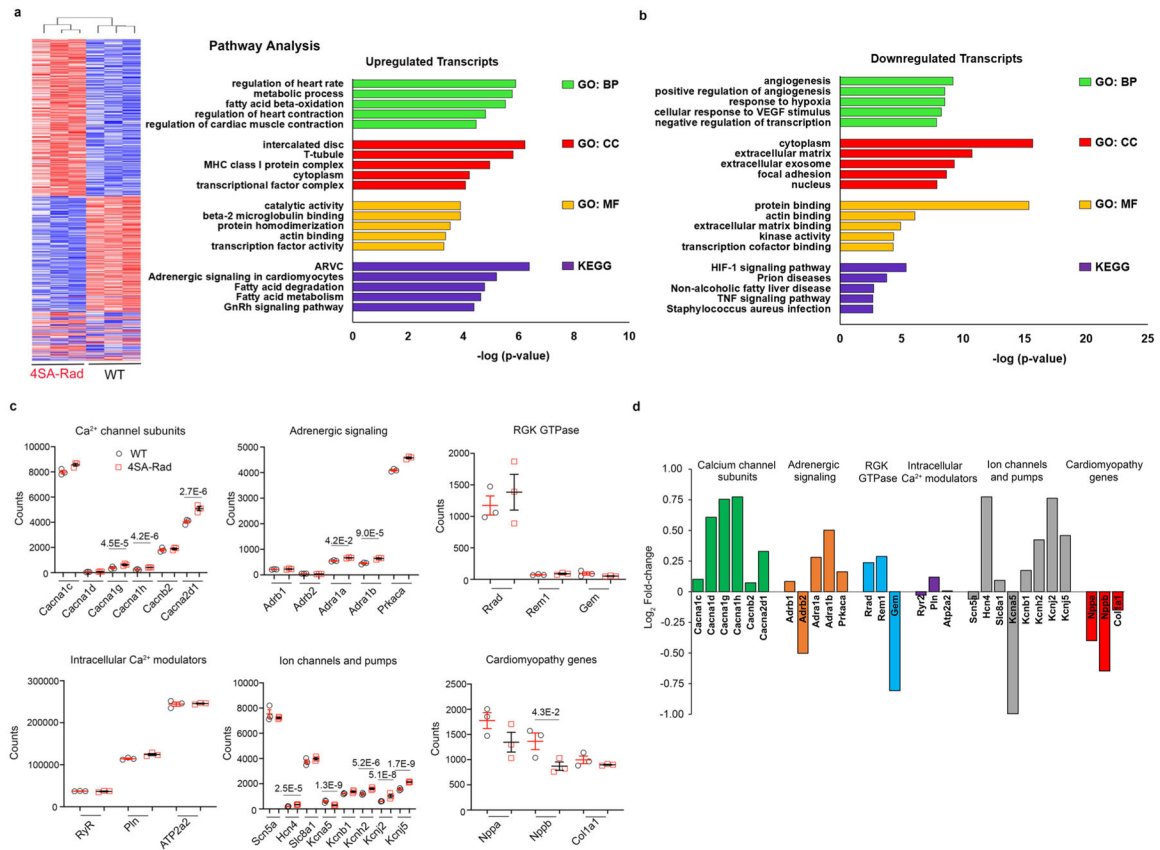 a
Pathway Analysis
Upregulated Transcripts
regulation of heart rate
metabolic process
fatty acid beta-oxidation
regulation of heart contraction
regulation of cardiac muscle contraction
GO: BP
intercalated disc
T-tubule
MHC class I protein complex
cytoplasm
transcriptional factor complex
GO: CC
catalytic activity
beta-2 microglobulin binding
protein homodimerization
actin binding
transcription factor activity
GO: MF
ARVC
Adrenergic signaling in cardiomyocytes
Fatty acid degradation
Fatty acid metabolism
GnRh signaling pathway
KEGG
0 2 4 6 8 10
-log (p-value)
4SA-Rad WT
b
Downregulated Transcripts
angiogenesis
positive regulation of angiogenesis
response to hypoxia
cellular response to VEGF stimulus
negative regulation of transcription
GO: BP
cytoplasm
extracellular matrix
extracellular exosome
focal adhesion
nucleus
GO: CC
protein binding
actin binding
extracellular matrix binding
kinase activity
transcription cofactor binding
GO: MF
HIF-1 signaling pathway
Prion diseases
Non-alcoholic fatty liver disease
TNF signaling pathway
Staphylococcus aureus infection
KEGG
0 5 10 15 20 25
-log (p-value)
c
Ca²⁺ channel subunits
WT
4SA-Rad
Counts
10000
8000
6000
4000
2000
0
4.5E-5
4.2E-6
2.7E-6
Cacna1c Cacna1d Cacna1g Cacna1h Cacnb2 Cacna2d1
Adrenergic signaling
Counts
5000
4000
3000
2000
1000
0
4.2E-2
9.0E-5
Adrb1 Adrb2 Adra1a Adra1b Prkaca
RGK GTPase
Counts
2000
1500
1000
500
0
Rrad Rem1 Gem
Intracellular Ca²⁺ modulators
Counts
300000
200000
100000
0
RyR Pln ATP2a2
Ion channels and pumps
Counts
10000
8000
6000
4000
2000
0
2.5E-5
1.3E-9
5.2E-6
5.1E-8
1.7E-9
Scn5a Hcn4 Slc8a1 Kcna5 Kcnb1 Kcnh2 Kcnj2 Kcnj5
Cardiomyopathy genes
Counts
2500
2000
1500
1000
500
0
4.3E-2
Nppa Nppb Col1a1
d
Calcium channel
subunits
Adrenergic
signaling
RGK
GTPase
Intracellular
Ca²⁺ modulators
Ion channels
and pumps
Cardiomyopathy
genes
Log₂ Fold-change
1.00
0.75
0.50
0.25
0.00
-0.25
-0.50
-0.75
-1.00
Cacna1c Cacna1d Cacna1g Cacna1h Cacnb2 Cacna2d1
Adrb1 Adrb2 Adra1a Adra1b Prkaca
Rrad Rem1 Gem
Ryr2 Pln Atp2a2
Scn5a Hcn4 Slc8a1 Kcna5 Kcnb1 Kcnh2 Kcnj2 Kcnj5
Nppa Nppb Col1a1